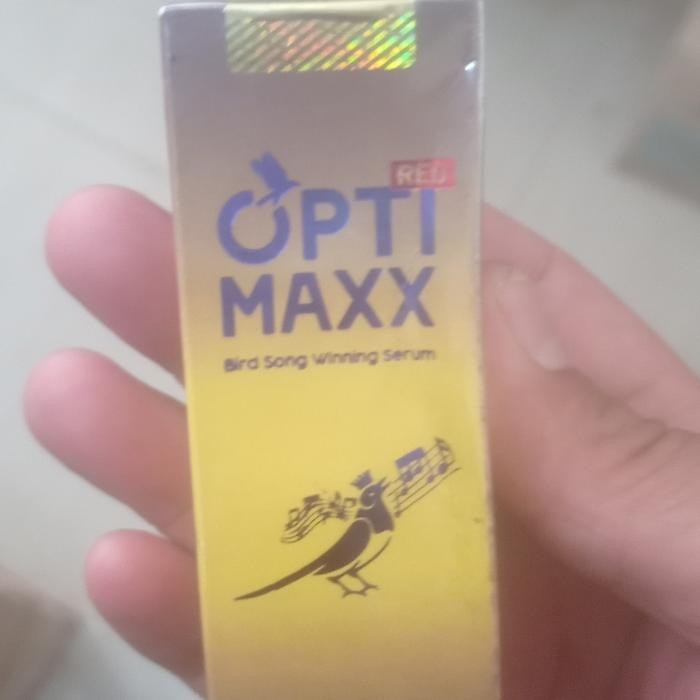 RED
OPTI
MAXX
Bird Song Winning Serum